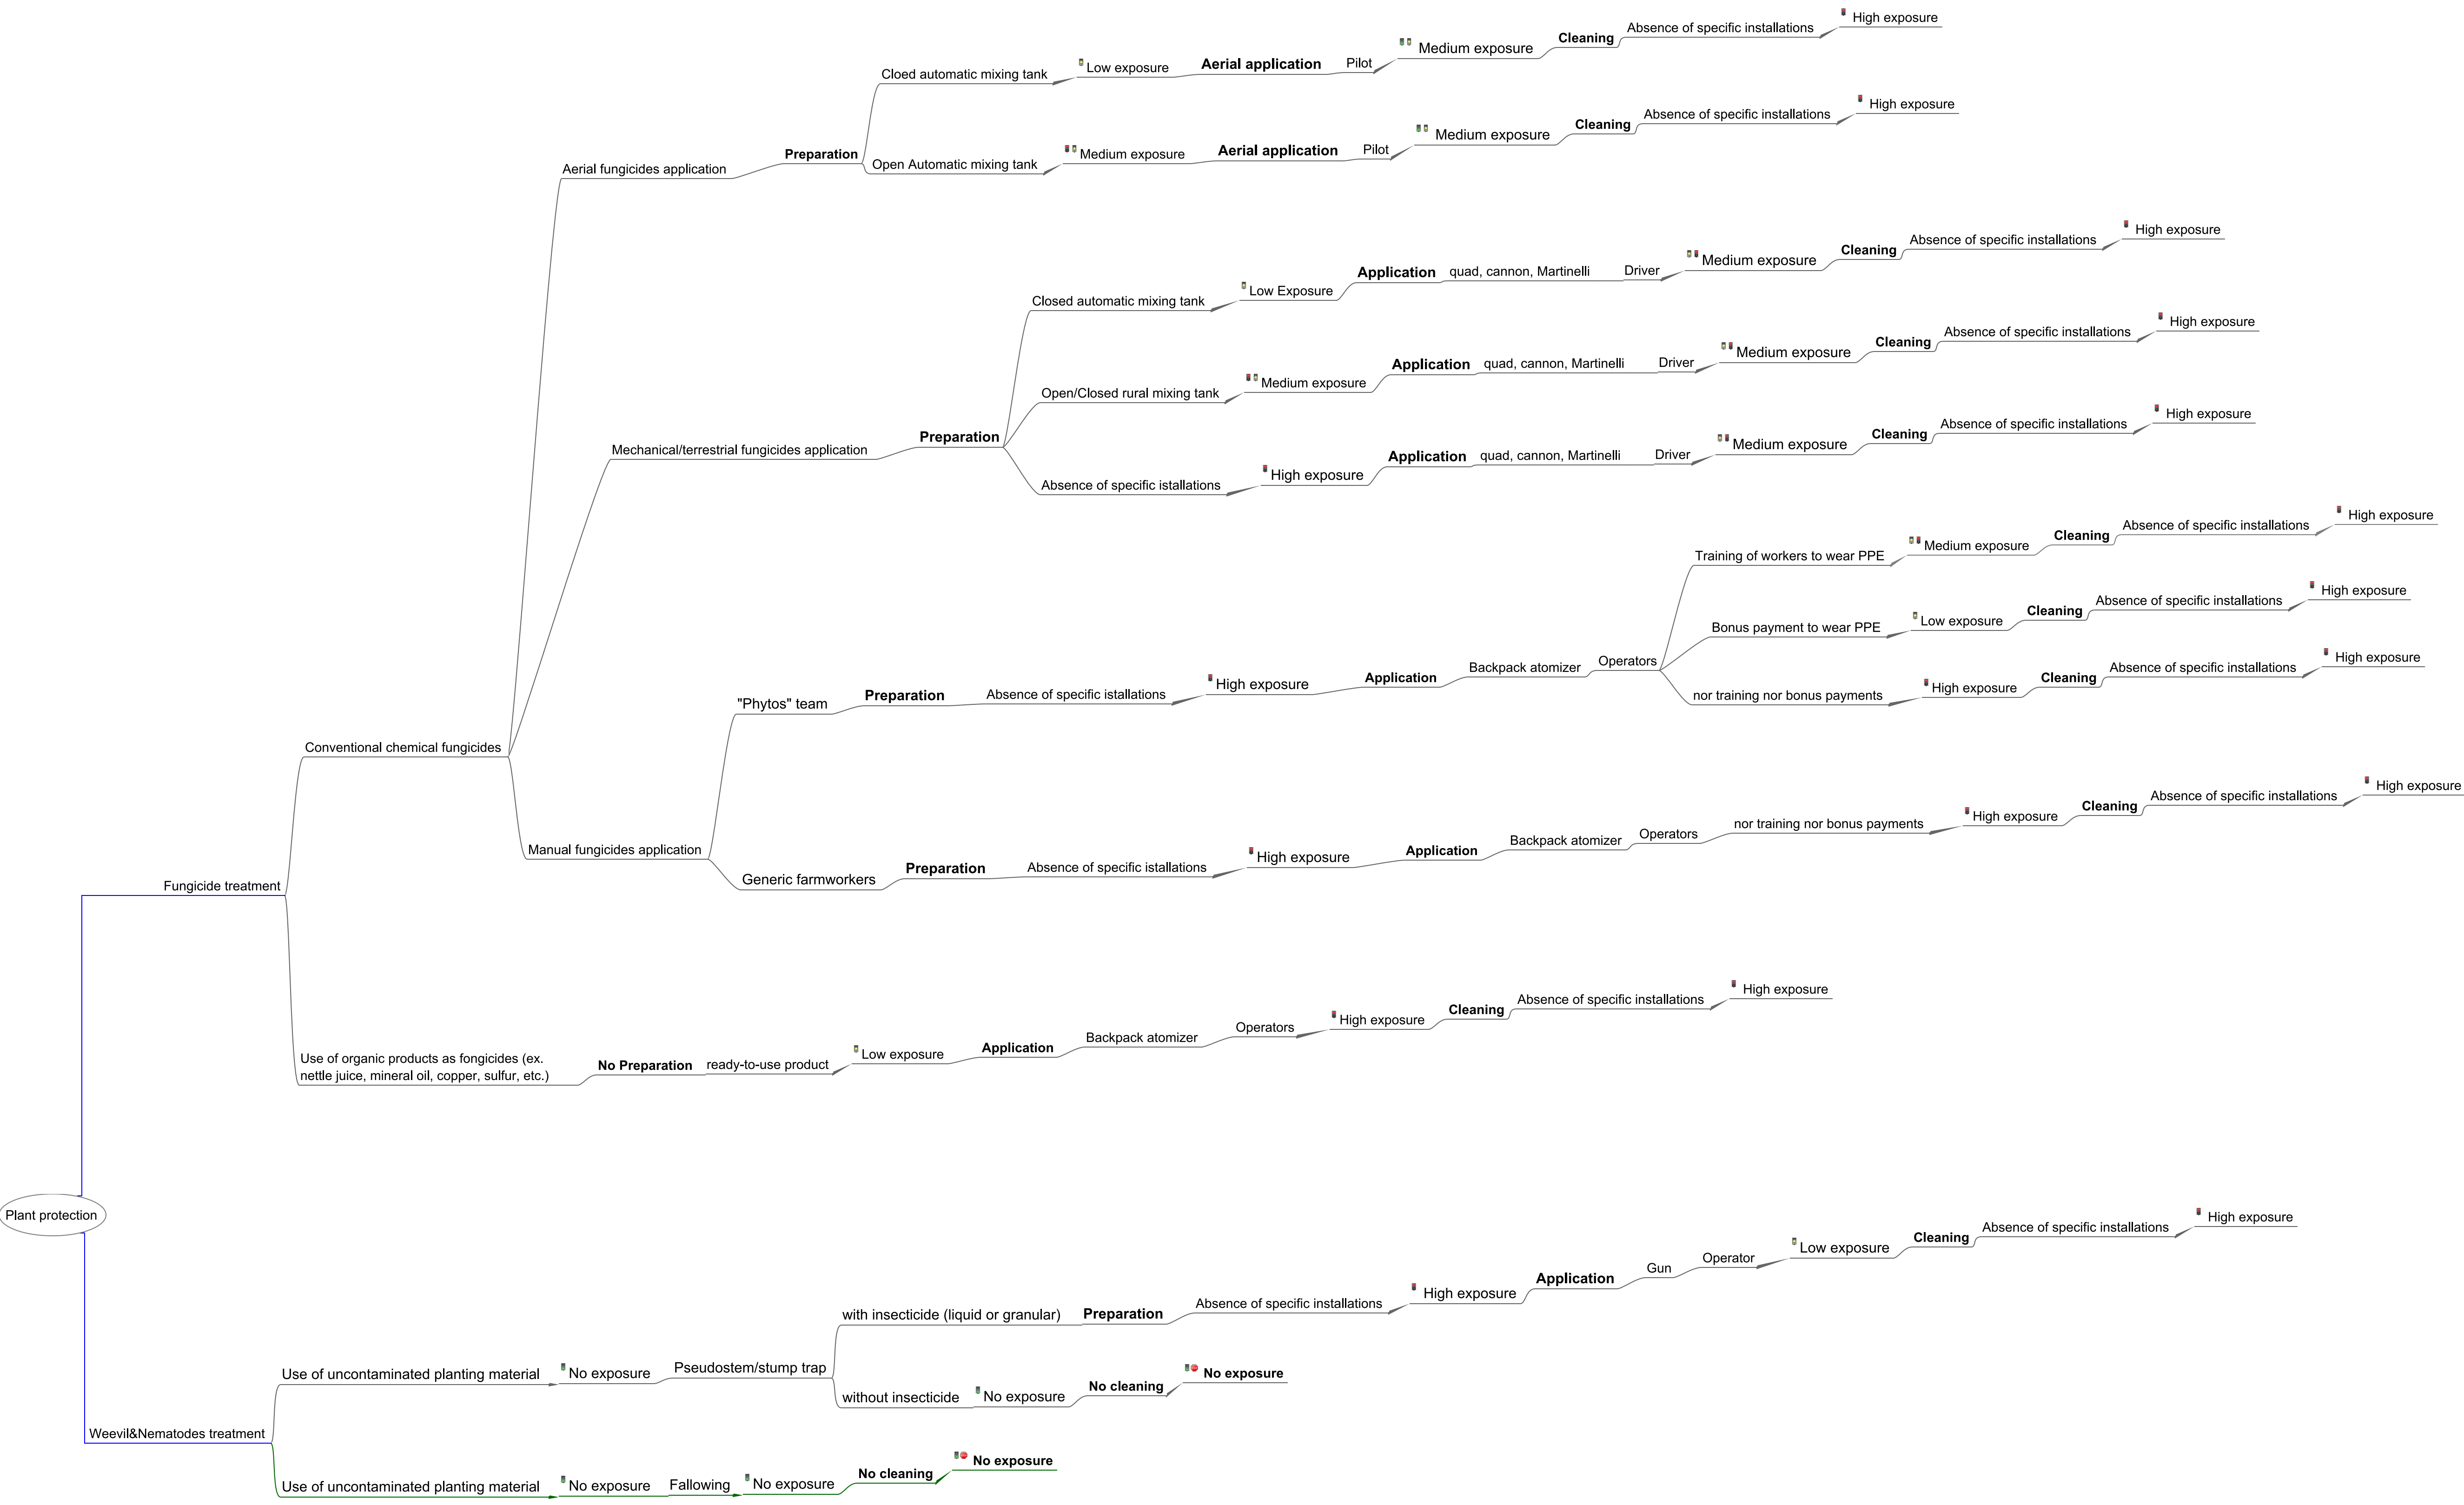 High exposure
Absence of specific installations
Cleaning
Medium exposure
Pilot
Aerial application
Low exposure
Cloed automatic mixing tank
High exposure
Absence of specific installations
Cleaning
Medium exposure
Pilot
Aerial application
Medium exposure
Open Automatic mixing tank
Preparation
Aerial fungicides application
High exposure
Absence of specific installations
Cleaning
Medium exposure
Driver
quad, cannon, Martinelli
Application
Low Exposure
Closed automatic mixing tank
High exposure
Absence of specific installations
Cleaning
Medium exposure
Driver
quad, cannon, Martinelli
Application
Medium exposure
Open/Closed rural mixing tank
High exposure
Absence of specific installations
Cleaning
Medium exposure
Driver
quad, cannon, Martinelli
Application
High exposure
Absence of specific istallations
Preparation
Mechanical/terrestrial fungicides application
High exposure
Absence of specific installations
Cleaning
Medium exposure
Training of workers to wear PPE
High exposure
Absence of specific installations
Cleaning
Low exposure
Bonus payment to wear PPE
High exposure
Absence of specific installations
Cleaning
High exposure
nor training nor bonus payments
Operators
Backpack atomizer
Application
High exposure
Absence of specific istallations
Preparation
"Phytos" team
Conventional chemical fungicides
High exposure
Absence of specific installations
Cleaning
High exposure
nor training nor bonus payments
Operators
Backpack atomizer
Application
High exposure
Absence of specific istallations
Preparation
Generic farmworkers
Manual fungicides application
Fungicide treatment
High exposure
Absence of specific installations
Cleaning
High exposure
Operators
Backpack atomizer
Application
Low exposure
ready-to-use product
No Preparation
Use of organic products as fongicides (ex.
nettle juice, mineral oil, copper, sulfur, etc.)
Plant protection
High exposure
Absence of specific installations
Cleaning
Low exposure
Operator
Gun
Application
High exposure
Absence of specific installations
Preparation
with insecticide (liquid or granular)
Use of uncontaminated planting material
No exposure
Pseudostem/stump trap
without insecticide
No exposure
No cleaning
No exposure
Weevil&Nematodes treatment
Use of uncontaminated planting material
No exposure
Fallowing
No exposure
No cleaning
No exposure